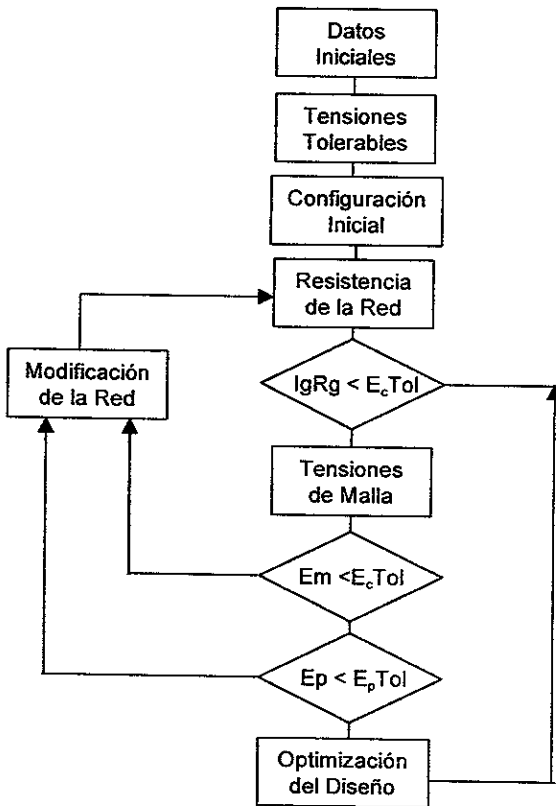 Datos
Iniciales
Tensiones
Tolerables
Configuración
Inicial
Resistencia
de la Red
Modificación
de la Red
IgRg < EcTol
Tensiones
de Malla
Em <EcTol
Ep < EpTol
Optimización
del Diseño